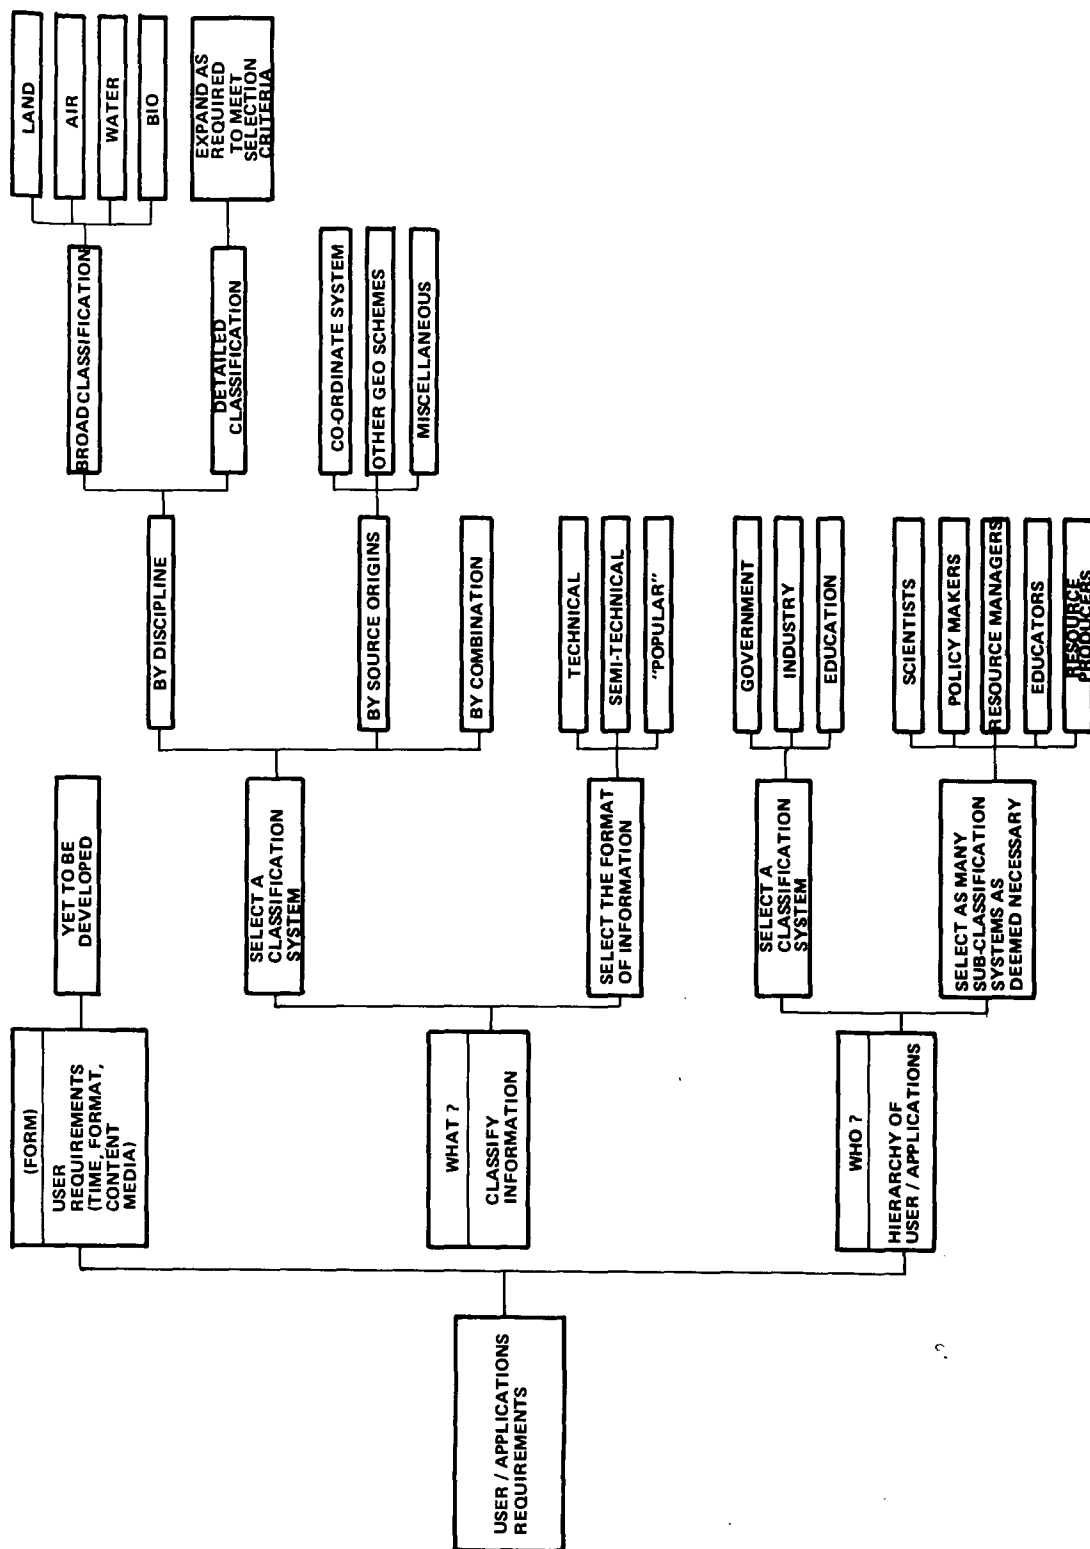 USER / APPLICATIONS
REQUIREMENTS
(FORM)
USER
REQUIREMENTS
(TIME, FORMAT,
CONTENT
MEDIA)
YET TO BE
DEVELOPED
WHAT ?
CLASSIFY
INFORMATION
SELECT A
CLASSIFICATION
SYSTEM
BY DISCIPLINE
BROAD CLASSIFICATION
LAND
AIR
WATER
BIO
DETAILED
CLASSIFICATION
EXPAND AS
REQUIRED
TO MEET
SELECTION
CRITERIA
BY SOURCE ORIGINS
CO-ORDINATE SYSTEM
OTHER GEO SCHEMES
MISCELLANEOUS
BY COMBINATION
SELECT THE FORMAT
OF INFORMATION
TECHNICAL
SEMI-TECHNICAL
"POPULAR"
WHO ?
HIERARCHY OF
USER / APPLICATIONS
SELECT A
CLASSIFICATION
SYSTEM
GOVERNMENT
INDUSTRY
EDUCATION
SELECT AS MANY
SUB-CLASSIFICATION
SYSTEMS AS
DEEMED NECESSARY
SCIENTISTS
POLICY MAKERS
RESOURCE MANAGERS
EDUCATORS
RESOURCE
PRODUCERS